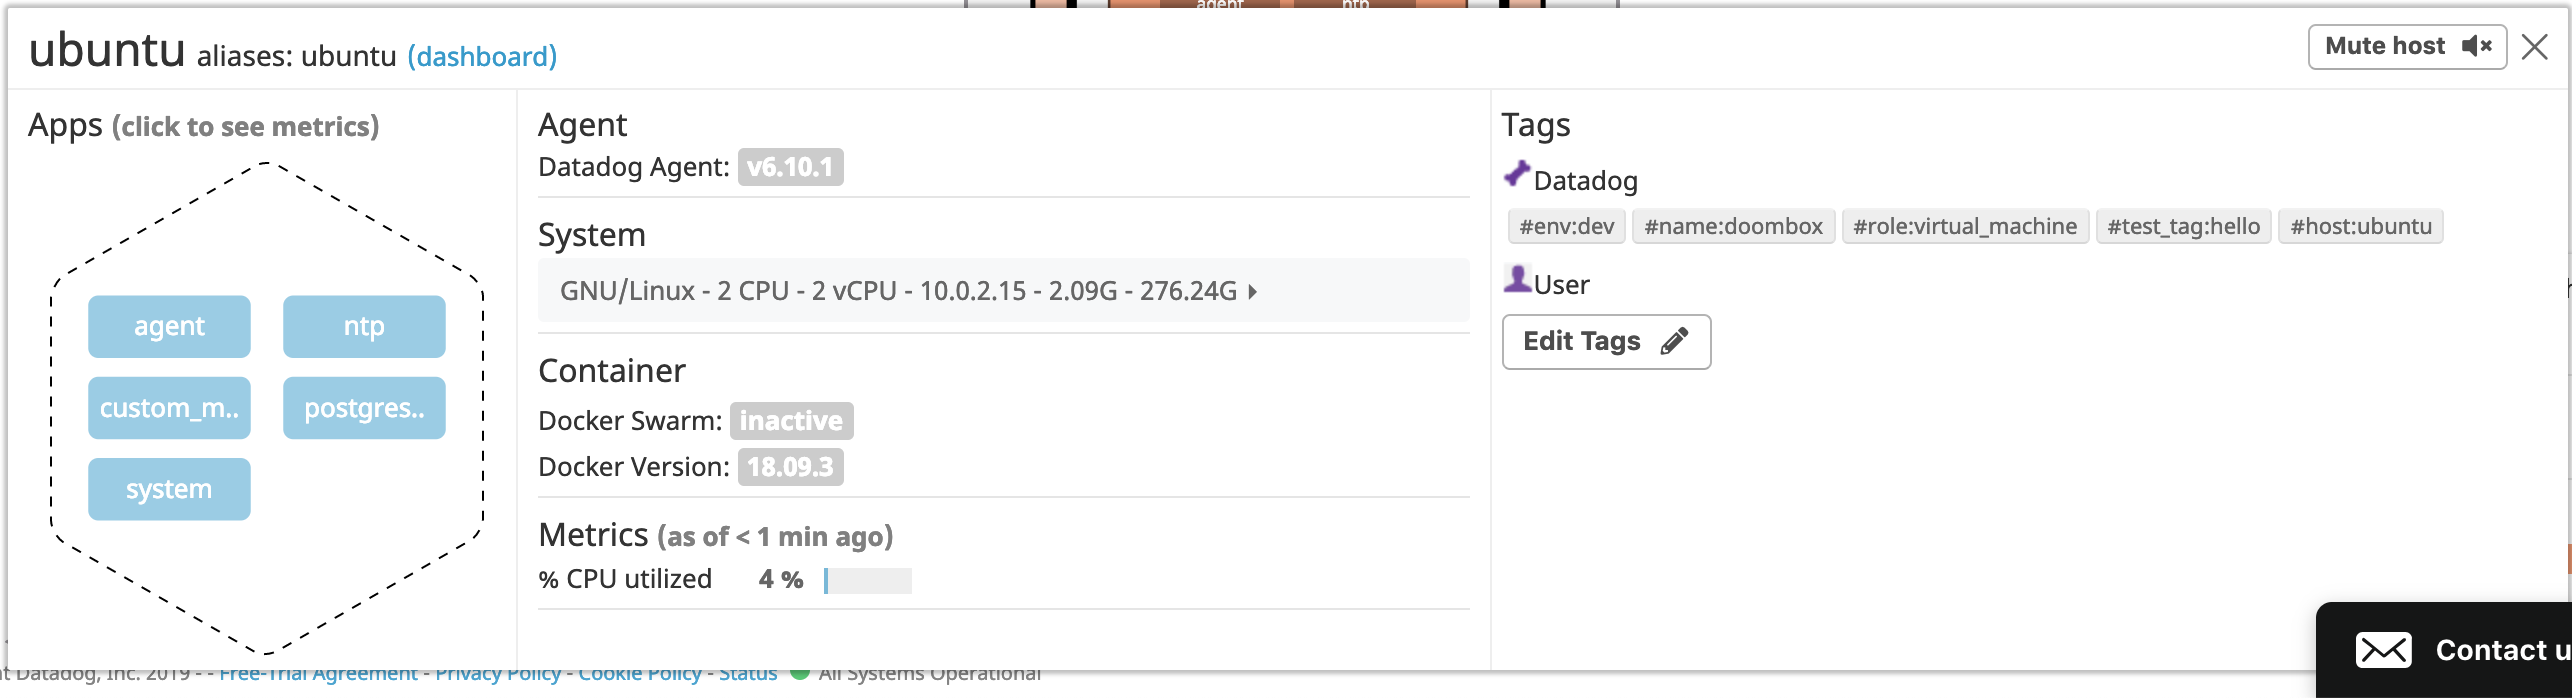 agent ntp
ubuntu aliases: ubuntu (dashboard)
Mute host
Apps (click to see metrics)
agent
ntp
custom_m..
postgres..
system
Agent
Datadog Agent: v6.10.1
System
GNU/Linux - 2 CPU - 2 vCPU - 10.0.2.15 - 2.09G - 276.24G
Container
Docker Swarm: inactive
Docker Version: 18.09.3
Metrics (as of < 1 min ago)
% CPU utilized 4 %
Tags
Datadog
#env:dev #name:doombox #role:virtual_machine #test_tag:hello #host:ubuntu
User
Edit Tags
Contact u
t Datadog, Inc. 2019 - - Free-Trial Agreement - Privacy Policy - Cookie Policy - Status All Systems Operational